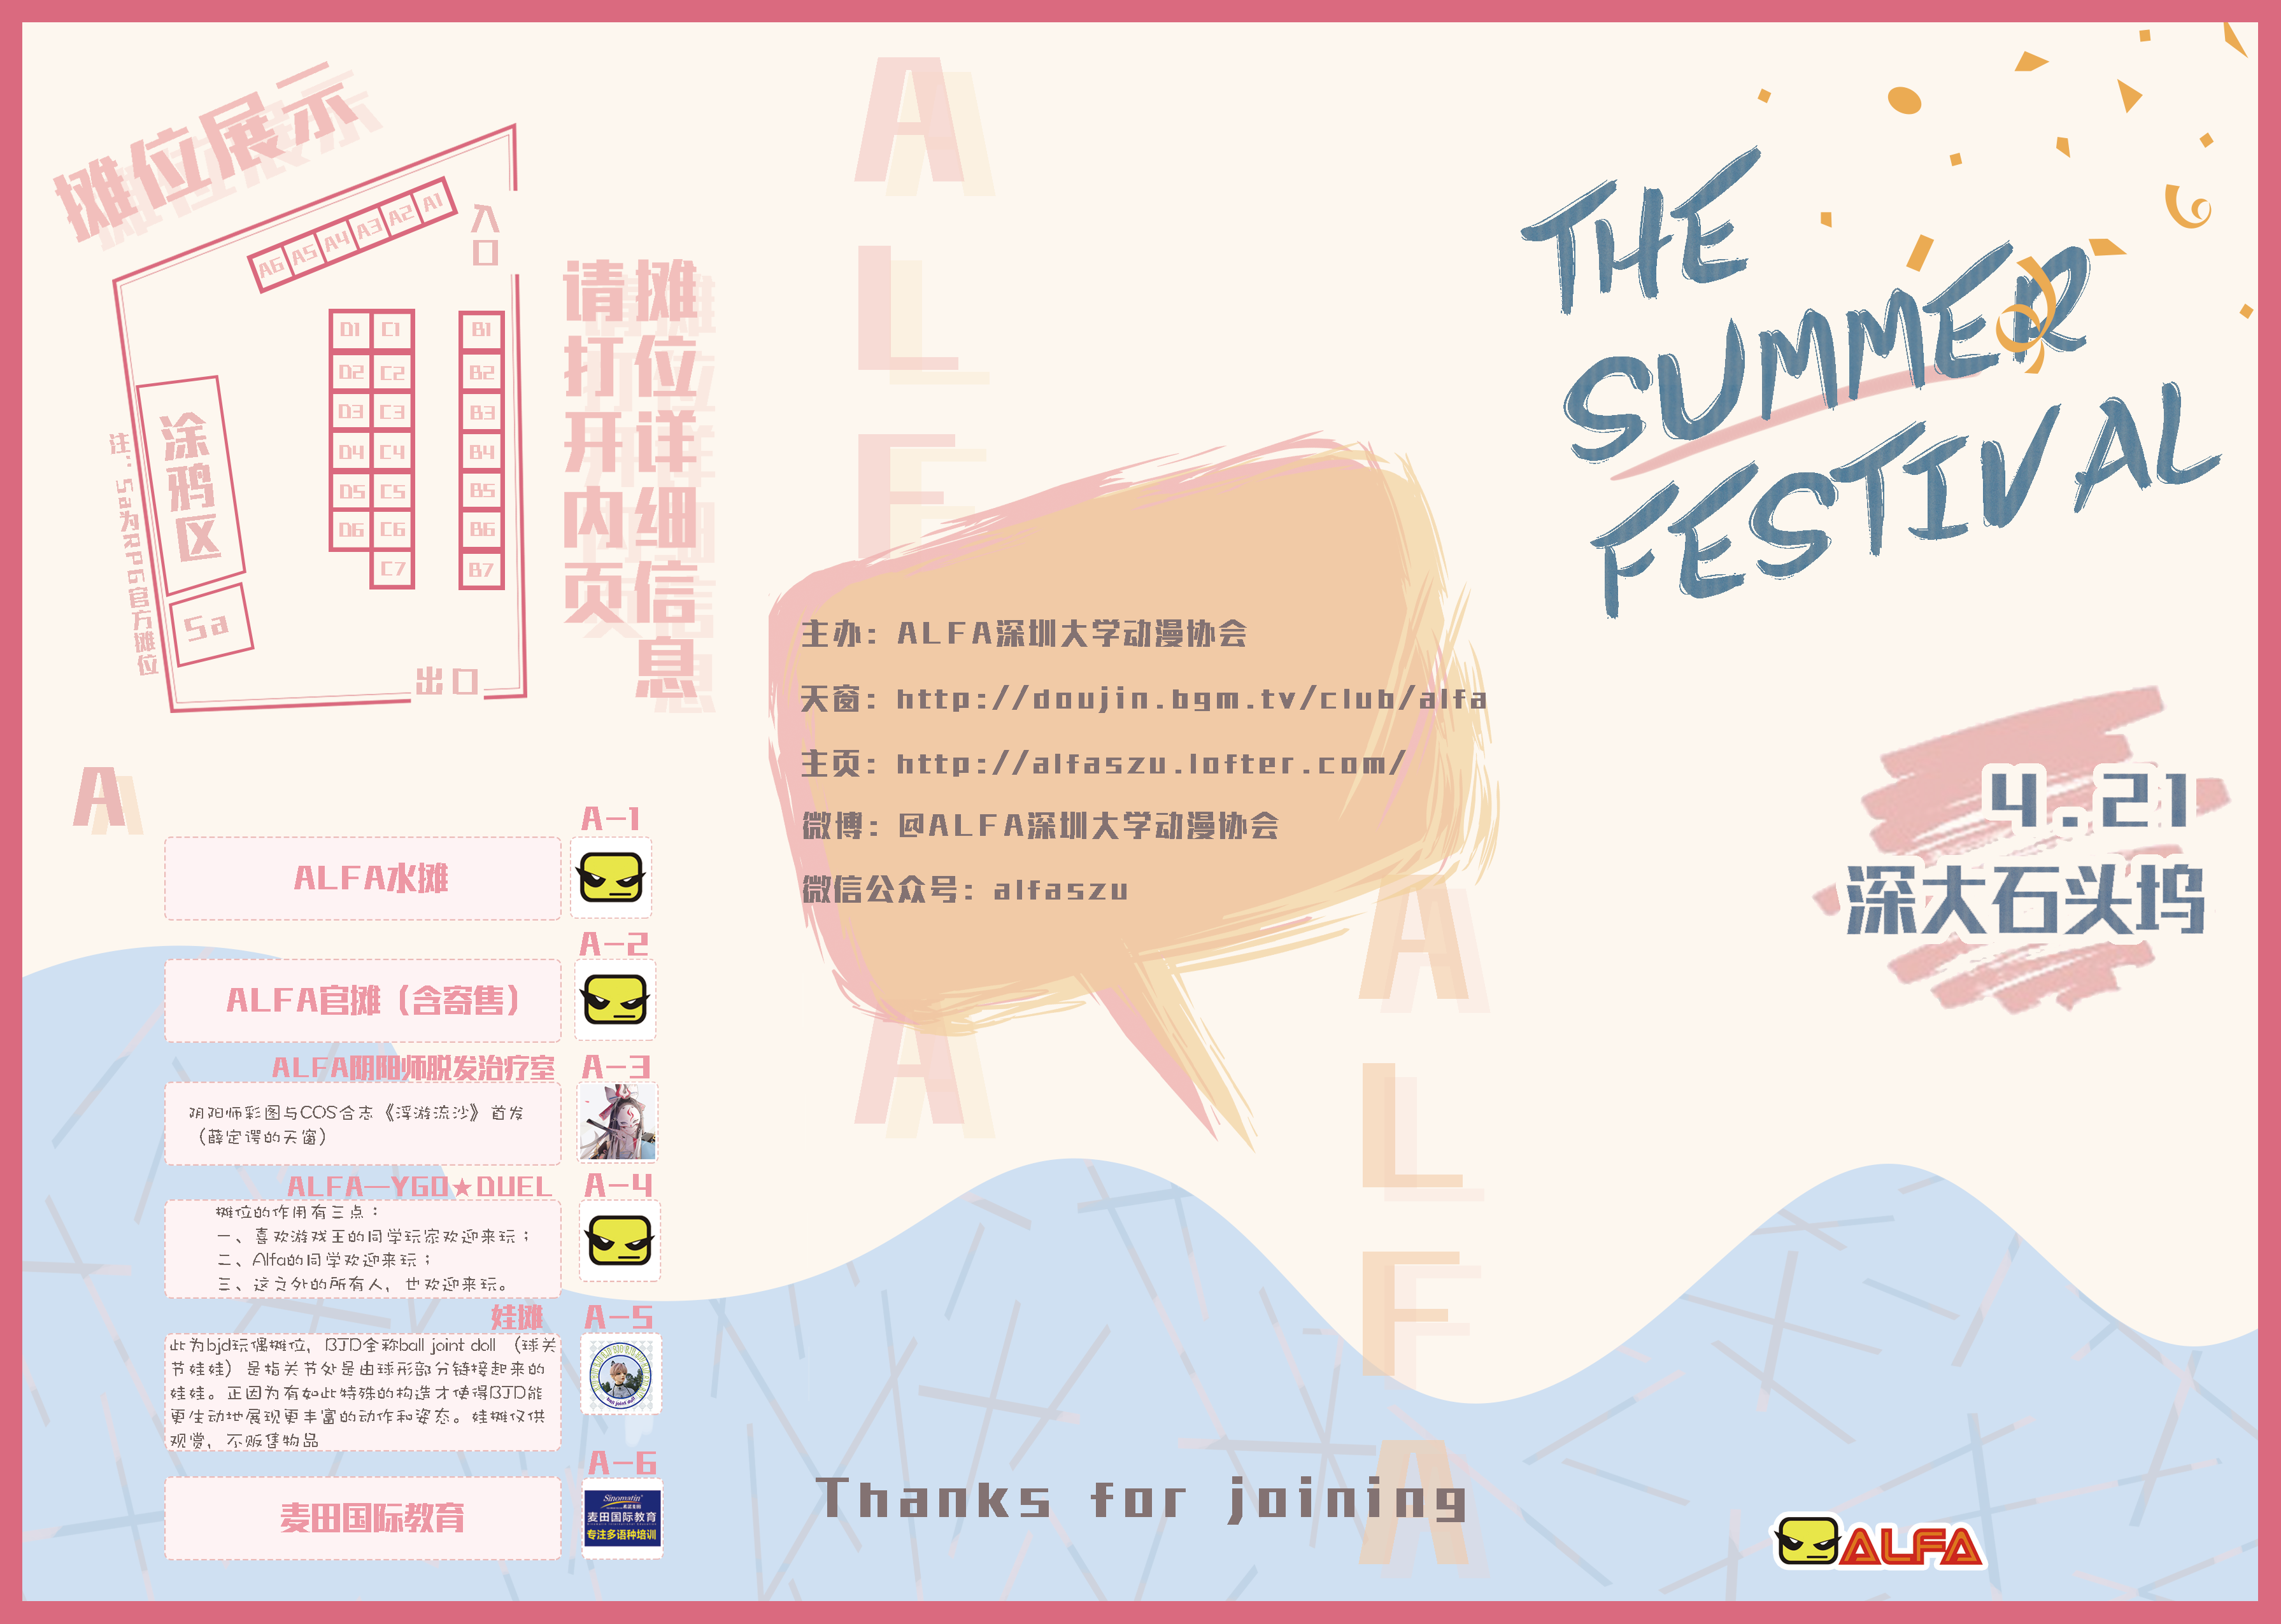 摊位展示
入口
A1
A2
A3
A4
A5
A6
D1 C1 B1
D2 C2 B2
D3 C3 B3
D4 C4 B4
D5 C5 B5
D6 C6 B6
C7 B7
涂鸦区
Sa
注：Sa为RPG官方摊位
出口
摊位详细信息
请打开内页
A
A-1
ALFA水摊
A-2
ALFA官摊（含寄售）
ALFA阴阳师脱发治疗室 A-3
阴阳师彩图与COS合志《浮游流沙》首发
（薛定谔的天窗）
ALFA—YGO★DUEL A-4
摊位的作用有三点：
一、喜欢游戏王的同学玩家欢迎来玩；
二、Alfa的同学欢迎来玩；
三、这之外的所有人，也欢迎来玩。
娃摊 A-5
此为bjd玩偶摊位，BJD全称ball joint doll （球关
节娃娃）是指关节处是由球形部分链接起来的
娃娃。正因为有如此特殊的构造才使得BJD能
更生动地展现更丰富的动作和姿态。娃摊仅供
观赏，不贩售物品
ball joint doll
A-6
麦田国际教育
Sinomatin
麦田国际教育
专注多语种培训
ALFA
主办：ALFA深圳大学动漫协会
天窗：http://doujin.bgm.tv/club/alfa
主页：http://alfaszu.lofter.com/
微博：@ALFA深圳大学动漫协会
微信公众号：alfaszu
ALFA
Thanks for joining
THE
SUMMER
FESTIVAL
4.21
深大石头坞
ALFA